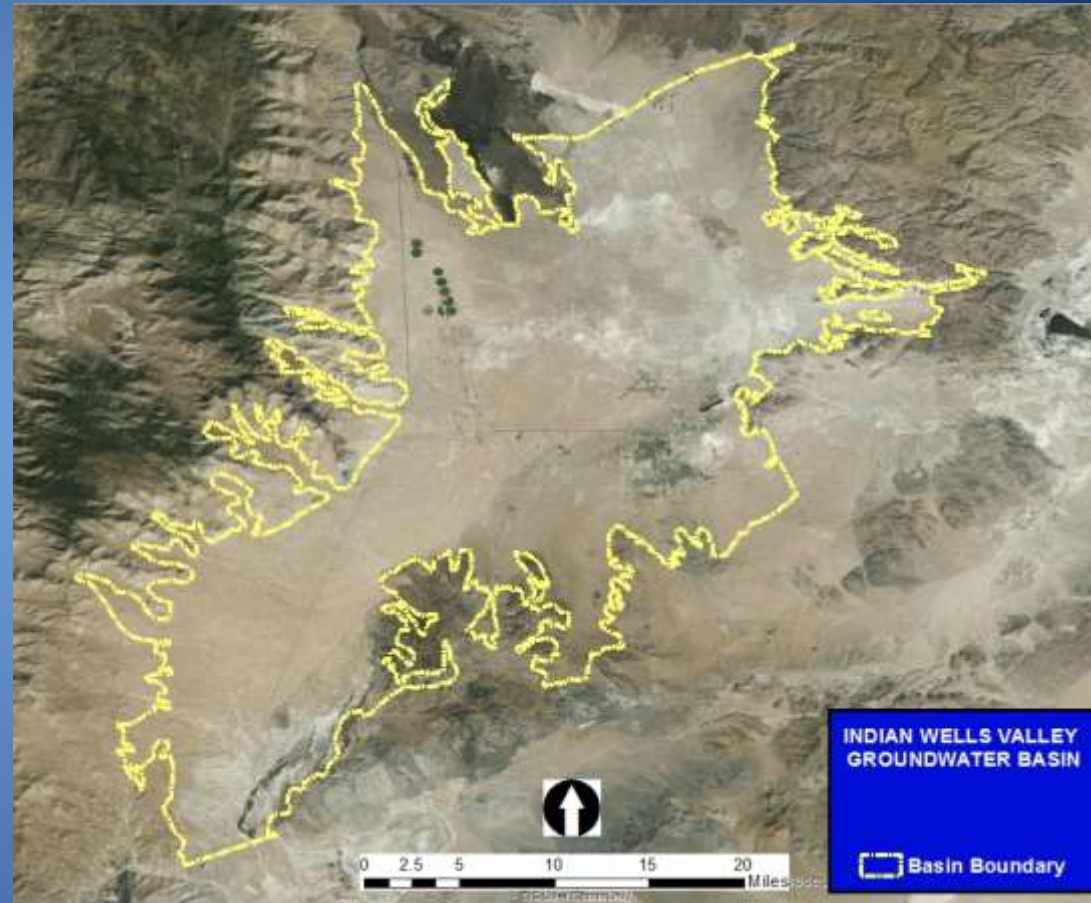 INDIAN WELLS VALLEY
GROUNDWATER BASIN
Basin Boundary
0 2.5 5 10 15 20
Miles